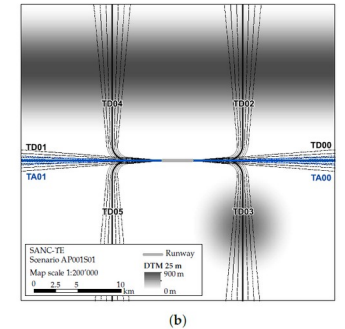 TD04 TD02
TD01 TD00
TA01 TA00
TD05 TD03
SANC-TE
Scenario AP001S01
Map scale 1:200'000
0 2.5 5 10
km
Runway
DTM 25 m
900 m
0 m
(b)